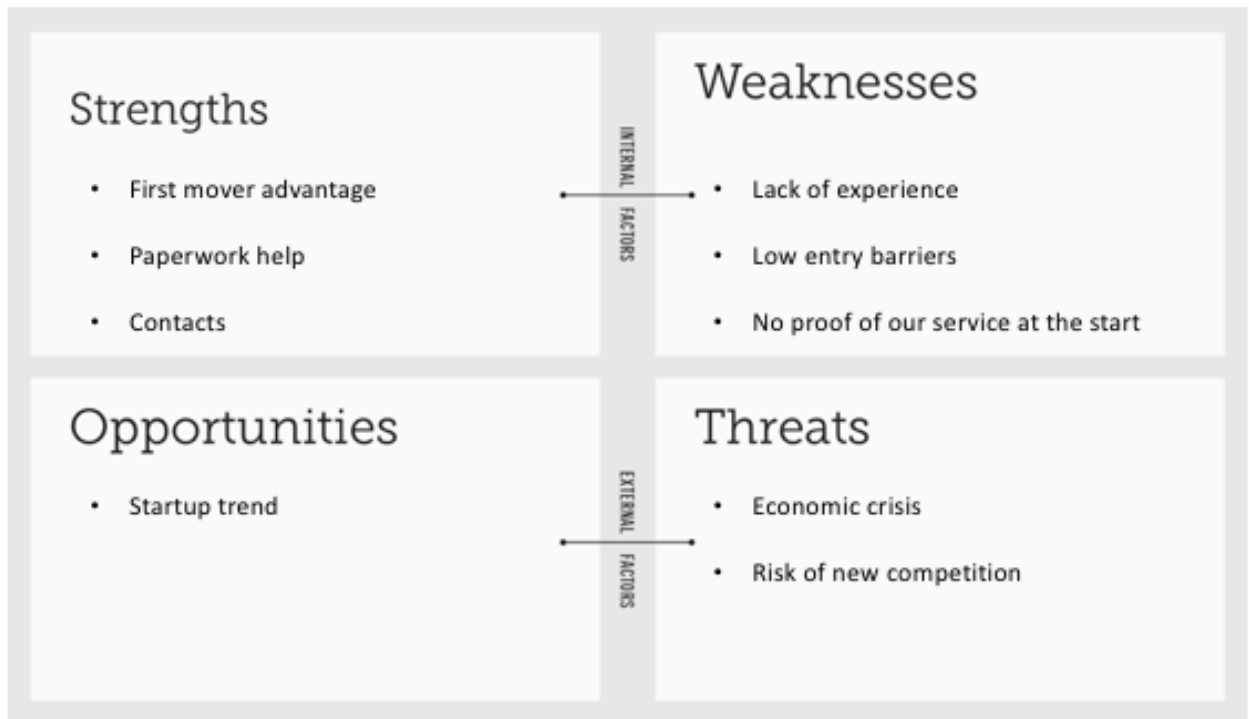 Strengths
• First mover advantage
• Paperwork help
• Contacts
INTERNAL FACTORS
Weaknesses
• Lack of experience
• Low entry barriers
• No proof of our service at the start
Opportunities
• Startup trend
EXTERNAL FACTORS
Threats
• Economic crisis
• Risk of new competition